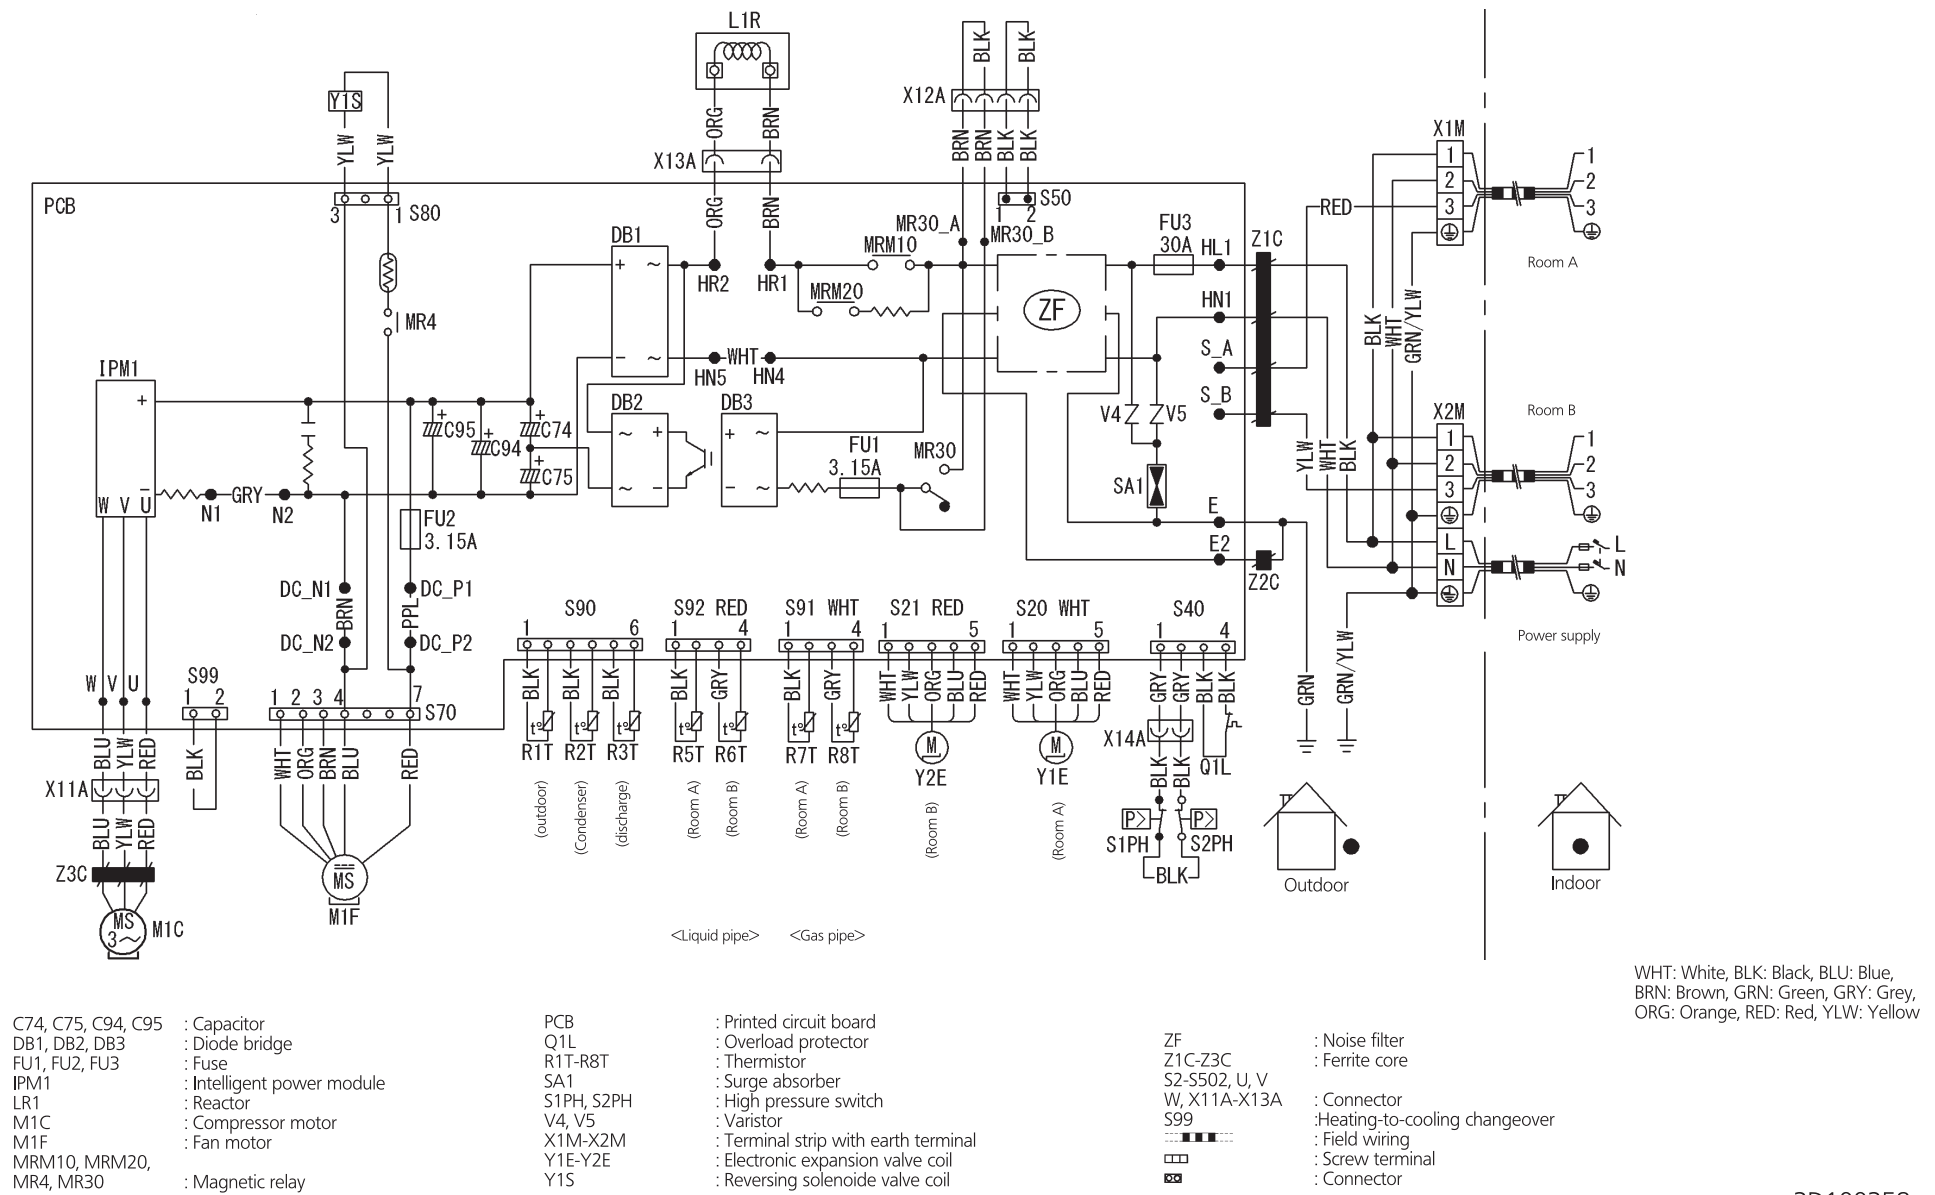 L1R
Y1S
X12A
BLK BLK
ORG BRN
YLW YLW
BRN BRN BLK BLK
X13A
X1M
PCB
3 1 S80
ORG BRN
S50
1 2
MR30_A MR30_B
MRM10
MRM20
DB1
+ ~
- ~
HR2 HR1
FU3
30A HL1 Z1C
HN1
S_A
S_B
ZF
RED
1 1
2 2
3 3
Room A
MR4
HN5 WHT HN4
IPM1
+
-
W V U
DB2
~ +
~ -
DB3
+ ~
- ~
C95 C94 C74 C75
FU1
3.15A
MR30
V4 V5
SA1
BLK WHT GRN/YLW
X2M
Room B
1 1
2 2
3 3
L L
N N
YLW WHT BLK
N1 GRY N2
FU2
3.15A
E
E2
Z2C
Power supply
DC_N1 DC_P1
BRN PPL
DC_N2 DC_P2
S90 S92 RED S91 WHT S21 RED S20 WHT S40
1 6 1 4 1 4 1 5 1 5 1 4
W V U
S99
1 2
1 2 3 4 7 S70
BLK BLK BLK BLK GRY BLK GRY WHT YLW ORG BLU RED WHT YLW ORG BLU RED GRY GRY BLK BLK
GRN GRN/YLW
t° t° t° t° t° t° t°
R1T R2T R3T R5T R6T R7T R8T
M M
Y2E Y1E
X14A
Q1L
BLK BLK
BLU YLW RED
BLK
WHT ORG BRN BLU RED
X11A
BLU YLW RED
(outdoor) (Condenser) (discharge) (Room A) (Room B) (Room A) (Room B) (Room B) (Room A)
P> P>
S1PH S2PH
BLK
Z3C
MS
M1F
MS
3~
M1C
Outdoor
Indoor
<Liquid pipe> <Gas pipe>
WHT: White, BLK: Black, BLU: Blue,
BRN: Brown, GRN: Green, GRY: Grey,
ORG: Orange, RED: Red, YLW: Yellow
C74, C75, C94, C95 : Capacitor
DB1, DB2, DB3 : Diode bridge
FU1, FU2, FU3 : Fuse
IPM1 : Intelligent power module
LR1 : Reactor
M1C : Compressor motor
M1F : Fan motor
MRM10, MRM20,
MR4, MR30 : Magnetic relay
PCB : Printed circuit board
Q1L : Overload protector
R1T-R8T : Thermistor
SA1 : Surge absorber
S1PH, S2PH : High pressure switch
V4, V5 : Varistor
X1M-X2M : Terminal strip with earth terminal
Y1E-Y2E : Electronic expansion valve coil
Y1S : Reversing solenoide valve coil
ZF : Noise filter
Z1C-Z3C : Ferrite core
S2-S502, U, V
W, X11A-X13A : Connector
S99 :Heating-to-cooling changeover
: Field wiring
: Screw terminal
: Connector